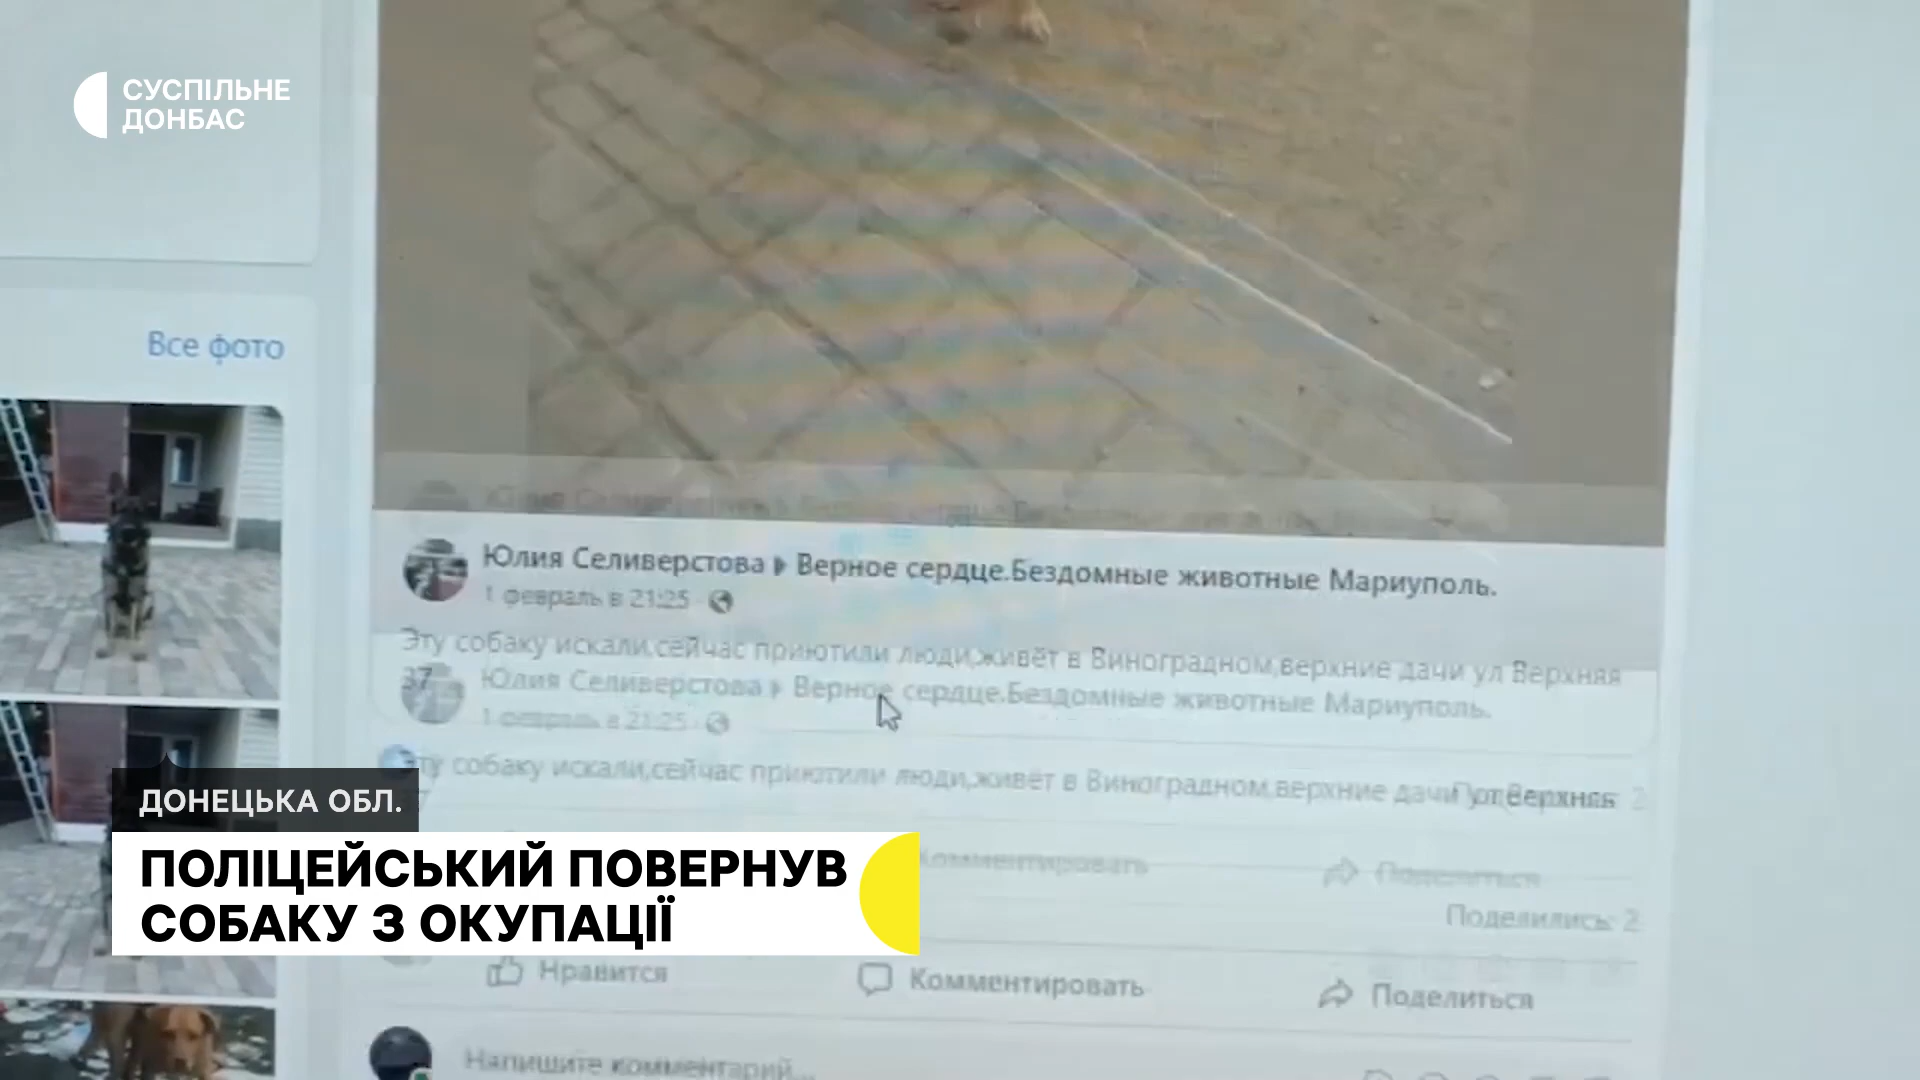 СУСПІЛЬНЕ
ДОНБАС
Все фото
Юлия Селиверстова Верное сердце.Бездомные животные Мариуполь.
1 февраль в 21:25
Эту собаку искали,сейчас приютили люди,живёт в Виноградном,верхние дачи ул Верхняя
37
Юлия Селиверстова Верное сердце.Бездомные животные Мариуполь.
1 февраль в 21:25
Эту собаку искали,сейчас приютили люди,живёт в Виноградном,верхние дачи ул Верхняя
ДОНЕЦЬКА ОБЛ.
ПОЛІЦЕЙСЬКИЙ ПОВЕРНУВ
СОБАКУ З ОКУПАЦІЇ
Комментировать Поделиться
Поделились: 2
Нравится Комментировать Поделиться
Напишите комментарий...